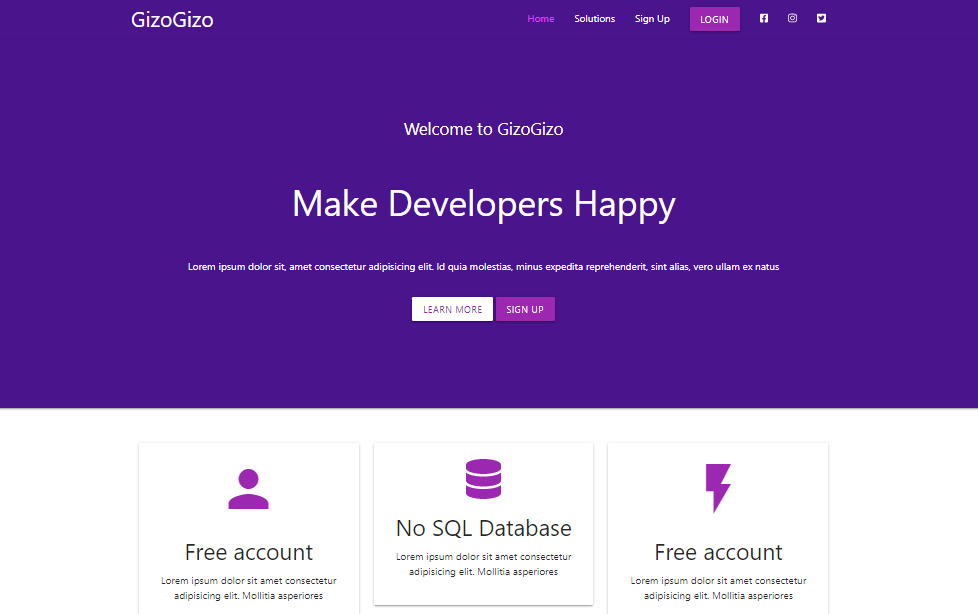 GizoGizo
Home Solutions Sign Up LOGIN
Welcome to GizoGizo
Make Developers Happy
Lorem ipsum dolor sit, amet consectetur adipisicing elit. Id quia molestias, minus expedita reprehenderit, sint alias, vero ullam ex natus
LEARN MORE SIGN UP
Free account
Lorem ipsum dolor sit amet consectetur
adipisicing elit. Mollitia asperiores
No SQL Database
Lorem ipsum dolor sit amet consectetur
adipisicing elit. Mollitia asperiores
Free account
Lorem ipsum dolor sit amet consectetur
adipisicing elit. Mollitia asperiores